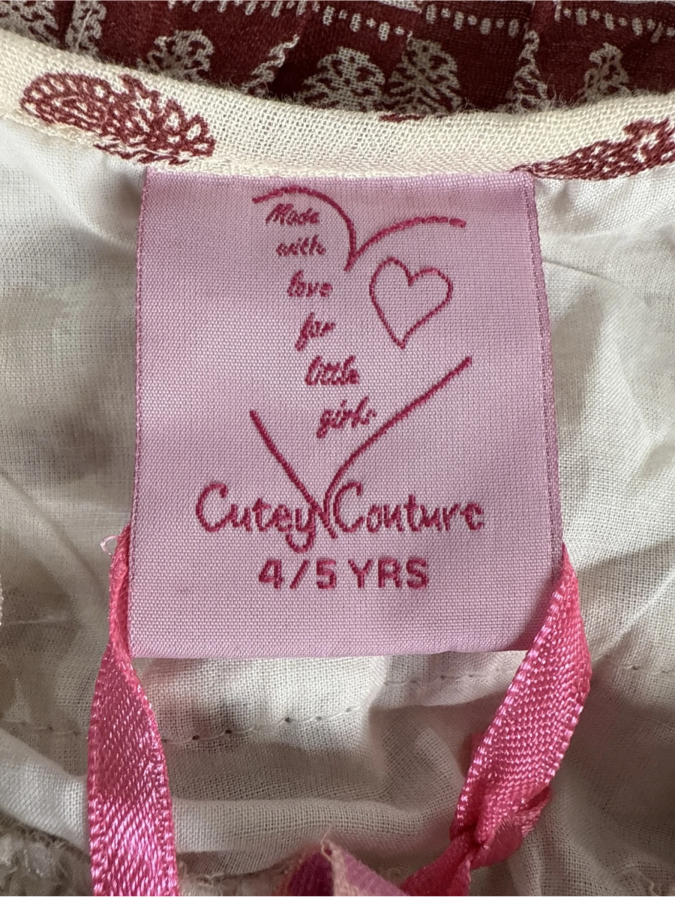 Made
with
love
for
little
girls
Cutey Couture
4/5 YRS